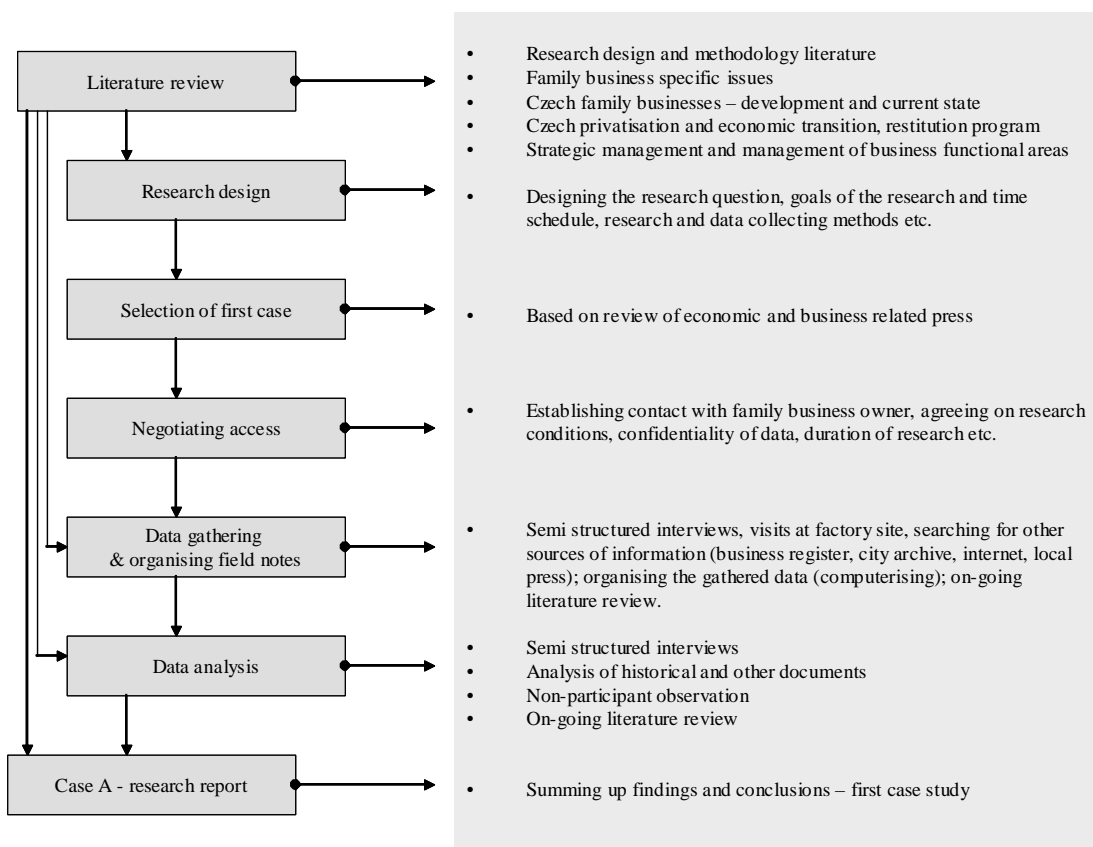 Literature review
• Research design and methodology literature
• Family business specific issues
• Czech family businesses – development and current state
• Czech privatisation and economic transition, restitution program
• Strategic management and management of business functional areas
Research design
• Designing the research question, goals of the research and time
schedule, research and data collecting methods etc.
Selection of first case
• Based on review of economic and business related press
Negotiating access
• Establishing contact with family business owner, agreeing on research
conditions, confidentiality of data, duration of research etc.
Data gathering
& organising field notes
• Semi structured interviews, visits at factory site, searching for other
sources of information (business register, city archive, internet, local
press); organising the gathered data (computerising); on-going
literature review.
Data analysis
• Semi structured interviews
• Analysis of historical and other documents
• Non-participant observation
• On-going literature review
Case A - research report
• Summing up findings and conclusions – first case study